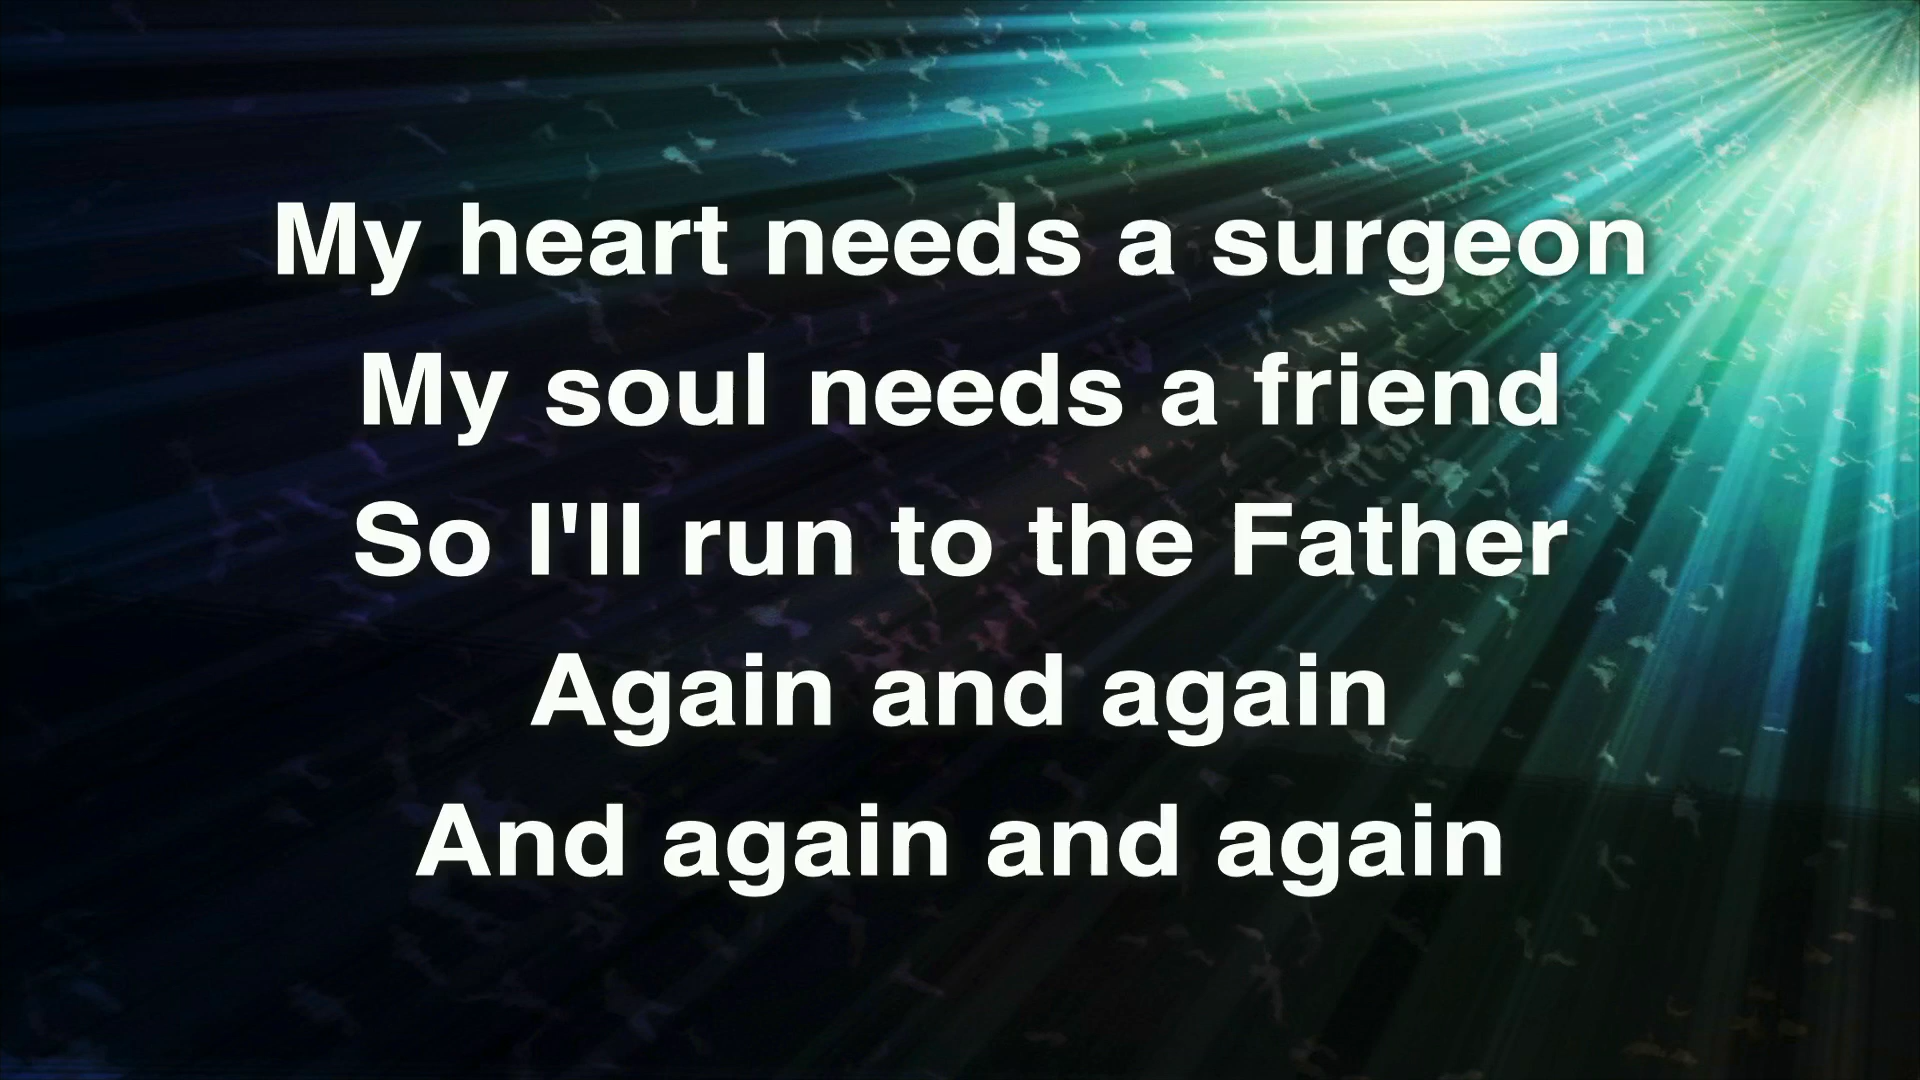 My heart needs a surgeon
My soul needs a friend
So I'll run to the Father
Again and again
And again and again